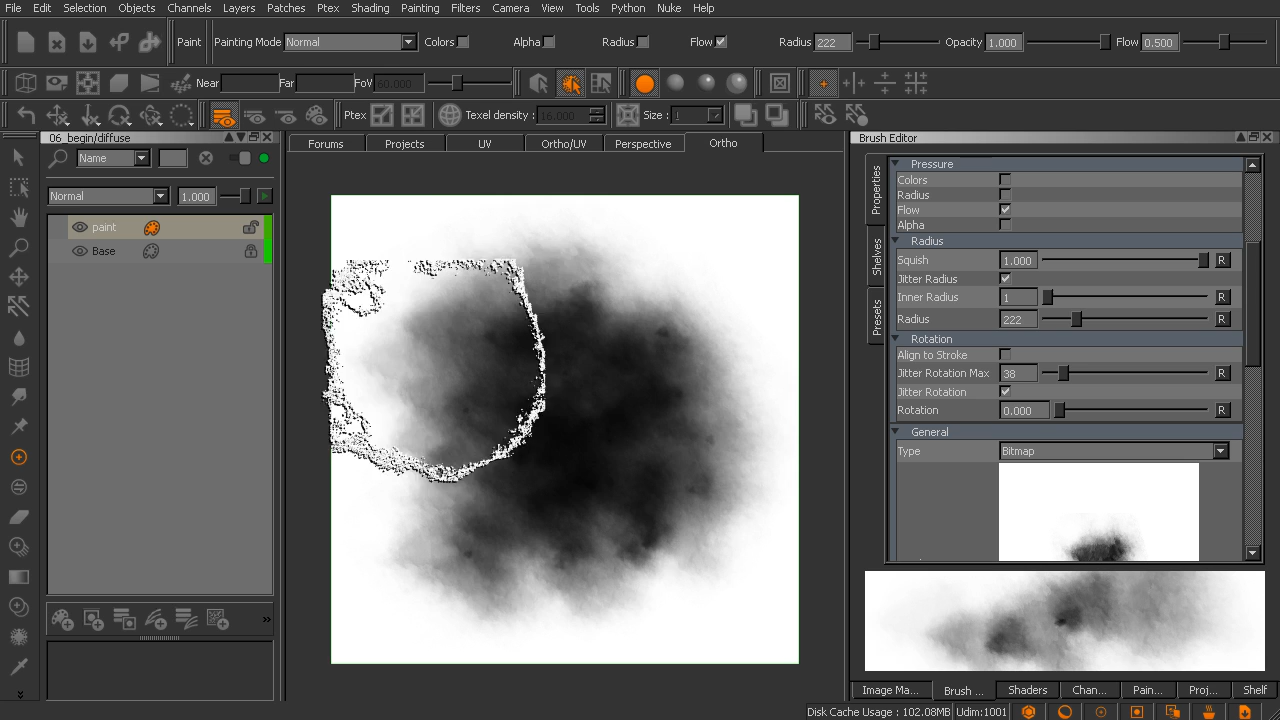 File Edit Selection Objects Channels Layers Patches Ptex Shading Painting Filters Camera View Tools Python Nuke Help
Paint Painting Mode Normal Colors Alpha Radius Flow Radius 222 Opacity 1.000 Flow 0.500
Near Far FoV 60.000
Ptex Texel density : 16.000 Size : 1
06_begin/diffuse
Name
Normal 1.000
paint
Base
Forums Projects UV Ortho/UV Perspective Ortho
Brush Editor
Properties
Shelves
Presets
Pressure
Colors
Radius
Flow
Alpha
Radius
Squish 1.000 R
Jitter Radius
Inner Radius 1 R
Radius 222 R
Rotation
Align to Stroke
Jitter Rotation Max 38 R
Jitter Rotation
Rotation 0.000 R
General
Type Bitmap
Image Ma... Brush ... Shaders Chan... Pain... Proj... Shelf
Disk Cache Usage : 102.08MB Udim:1001